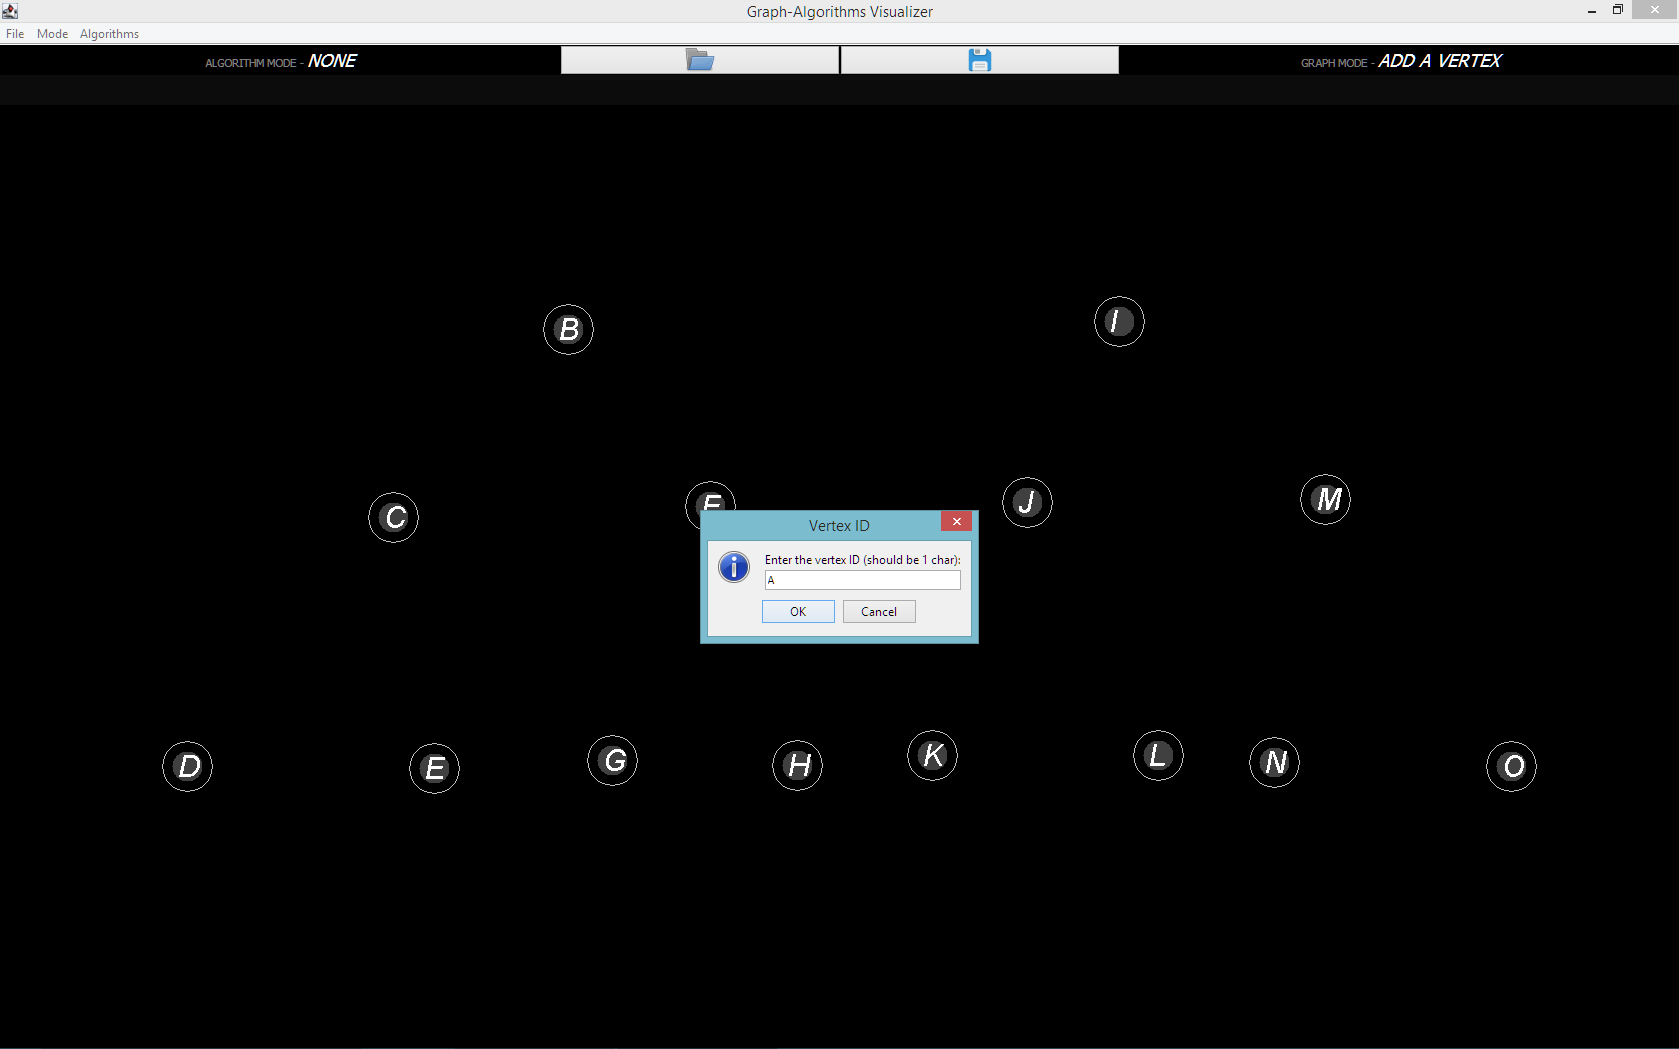 Graph-Algorithms Visualizer
File Mode Algorithms
ALGORITHM MODE - NONE
GRAPH MODE - ADD A VERTEX
B
I
C
J
M
Vertex ID
Enter the vertex ID (should be 1 char):
A
OK Cancel
D
E
G
H
K
L
N
O